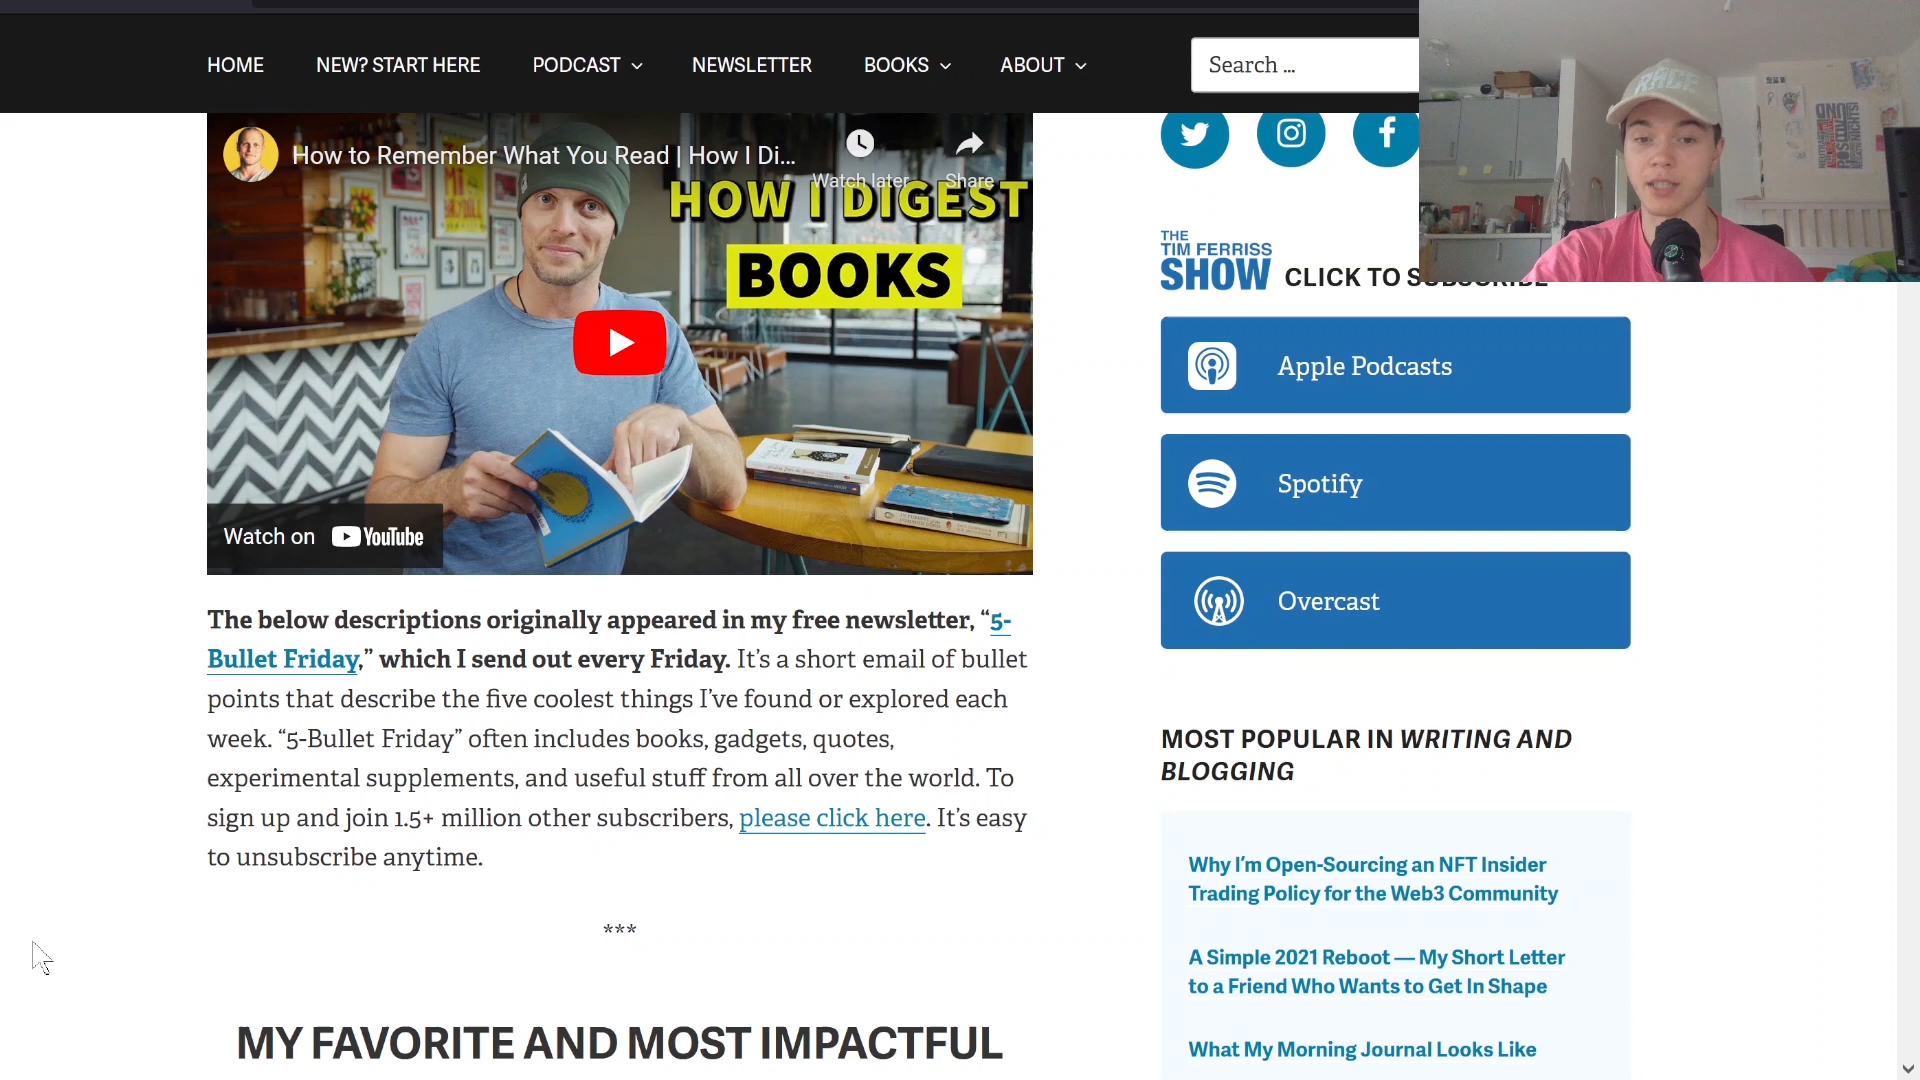 HOME
NEW? START HERE
PODCAST
NEWSLETTER
BOOKS
ABOUT
Search ...
How to Remember What You Read | How I Di...
Watch later
Share
HOW I DIGEST
BOOKS
Watch on YouTube
The below descriptions originally appeared in my free newsletter, “5-
Bullet Friday,” which I send out every Friday. It’s a short email of bullet
points that describe the five coolest things I’ve found or explored each
week. “5-Bullet Friday” often includes books, gadgets, quotes,
experimental supplements, and useful stuff from all over the world. To
sign up and join 1.5+ million other subscribers, please click here. It’s easy
to unsubscribe anytime.
***
MY FAVORITE AND MOST IMPACTFUL
THE
TIM FERRISS
SHOW
CLICK TO SUBSCRIBE
Apple Podcasts
Spotify
Overcast
MOST POPULAR IN WRITING AND
BLOGGING
Why I’m Open-Sourcing an NFT Insider
Trading Policy for the Web3 Community
A Simple 2021 Reboot — My Short Letter
to a Friend Who Wants to Get In Shape
What My Morning Journal Looks Like
RACE